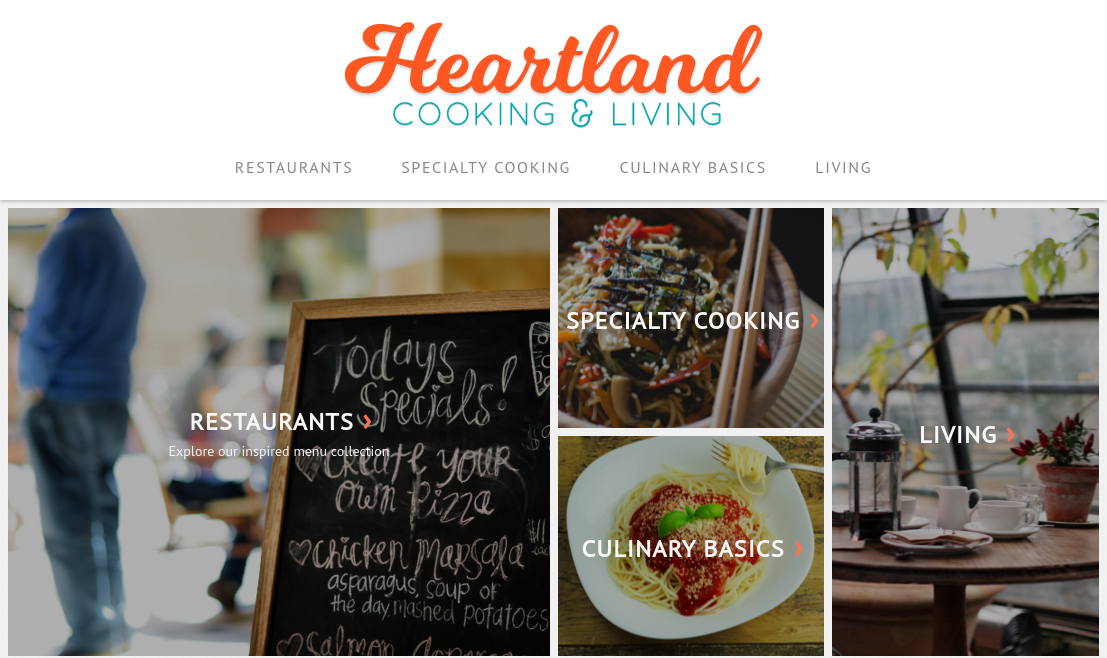 Heartland
COOKING & LIVING
RESTAURANTS SPECIALTY COOKING CULINARY BASICS LIVING
RESTAURANTS ›
Explore our inspired menu collection
Todays
Specials!
Create your
own Pizza
Chicken Marsala
asparagus, soup of
the day, mashed potatoes
Salmon
SPECIALTY COOKING ›
CULINARY BASICS ›
LIVING ›